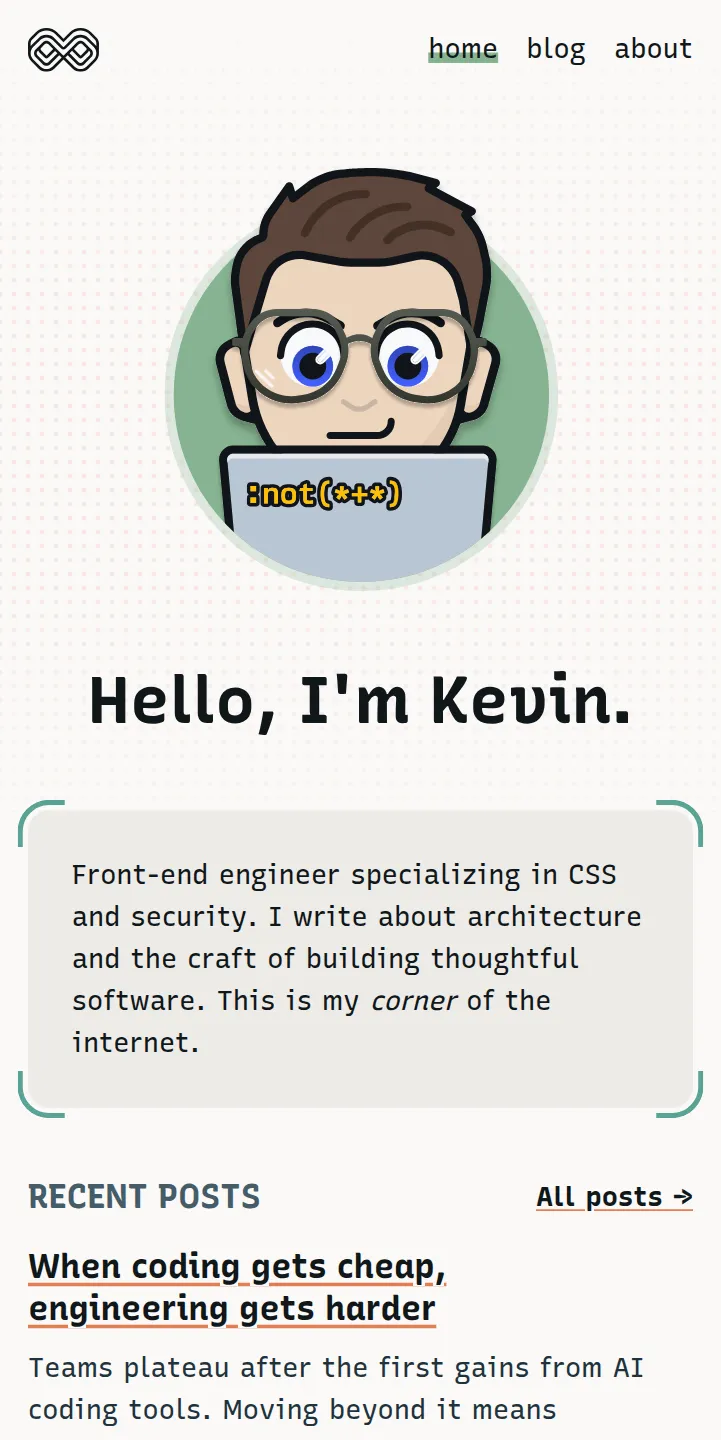 home blog about
:not(*+*)
Hello, I'm Kevin.
Front-end engineer specializing in CSS
and security. I write about architecture
and the craft of building thoughtful
software. This is my corner of the
internet.
RECENT POSTS All posts →
When coding gets cheap,
engineering gets harder
Teams plateau after the first gains from AI
coding tools. Moving beyond it means